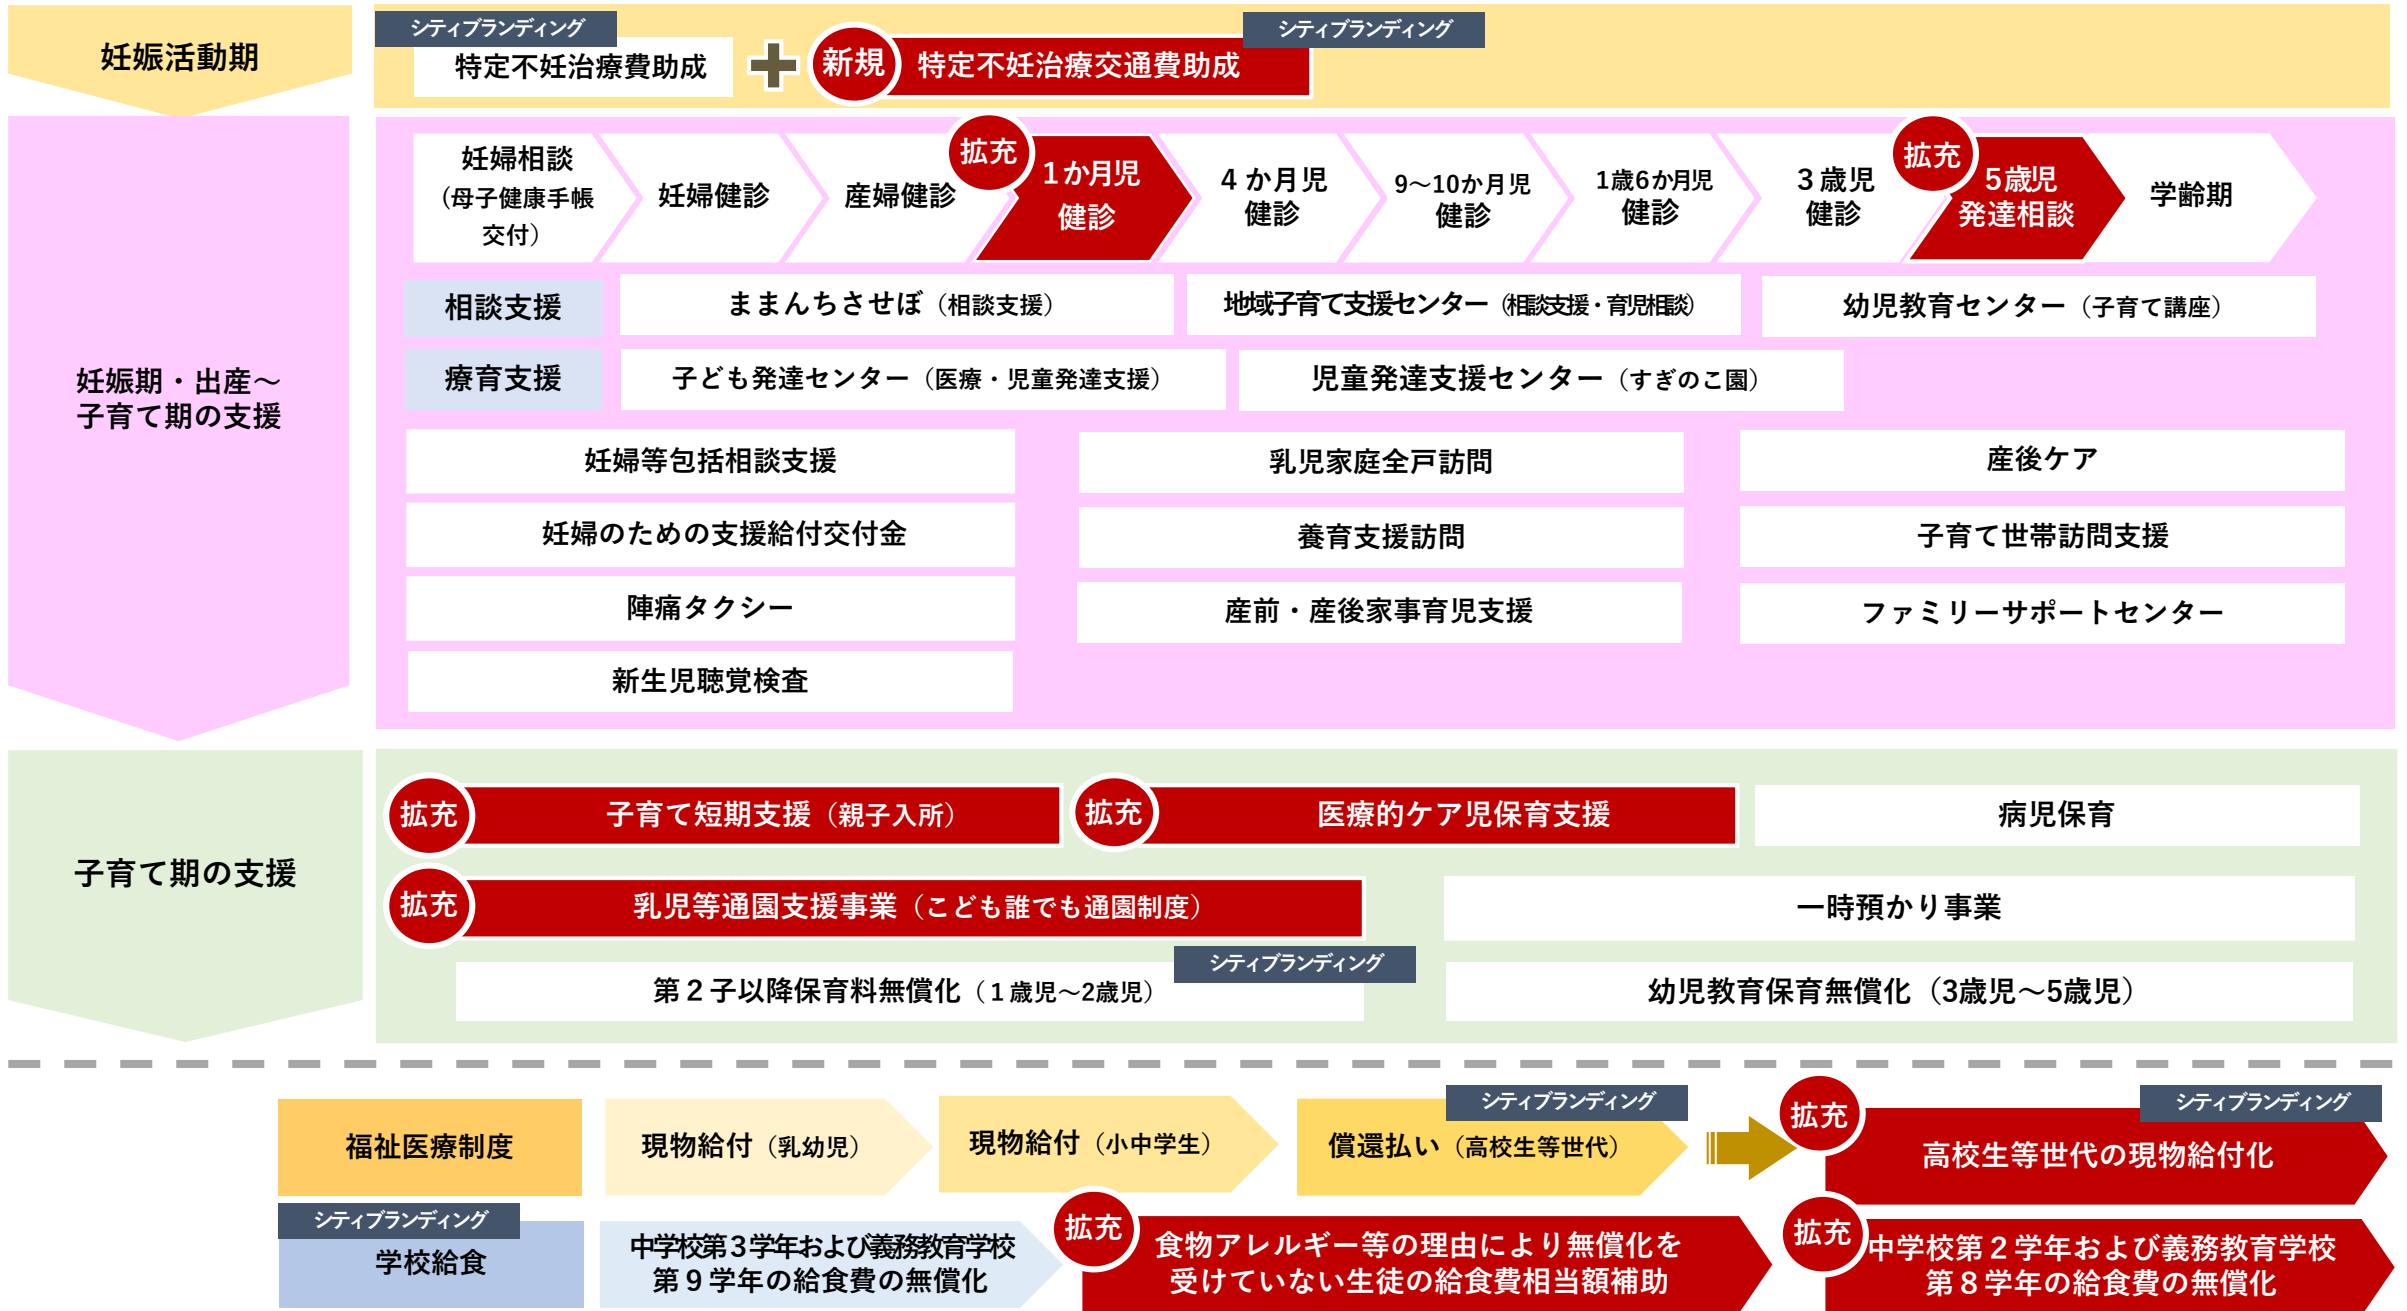 妊娠活動期
シティブランディング
特定不妊治療費助成
新規
特定不妊治療交通費助成
シティブランディング
妊娠期・出産～
子育て期の支援
妊婦相談
（母子健康手帳
交付）
妊婦健診
産婦健診
拡充
１か月児
健診
４か月児
健診
9～10か月児
健診
1歳6か月児
健診
３歳児
健診
拡充
５歳児
発達相談
学齢期
相談支援
ままんちさせぼ（相談支援）
地域子育て支援センター（相談支援・育児相談）
幼児教育センター（子育て講座）
療育支援
子ども発達センター（医療・児童発達支援）
児童発達支援センター（すぎのこ園）
妊婦等包括相談支援
乳児家庭全戸訪問
産後ケア
妊婦のための支援給付交付金
養育支援訪問
子育て世帯訪問支援
陣痛タクシー
産前・産後家事育児支援
ファミリーサポートセンター
新生児聴覚検査
子育て期の支援
拡充
子育て短期支援（親子入所）
拡充
医療的ケア児保育支援
病児保育
拡充
乳児等通園支援事業（こども誰でも通園制度）
一時預かり事業
シティブランディング
第２子以降保育料無償化（１歳児～2歳児）
幼児教育保育無償化（3歳児～5歳児）
福祉医療制度
現物給付（乳幼児）
現物給付（小中学生）
シティブランディング
償還払い（高校生等世代）
拡充
シティブランディング
高校生等世代の現物給付化
シティブランディング
学校給食
中学校第３学年および義務教育学校
第９学年の給食費の無償化
拡充
食物アレルギー等の理由により無償化を
受けていない生徒の給食費相当額補助
拡充
中学校第２学年および義務教育学校
第８学年の給食費の無償化